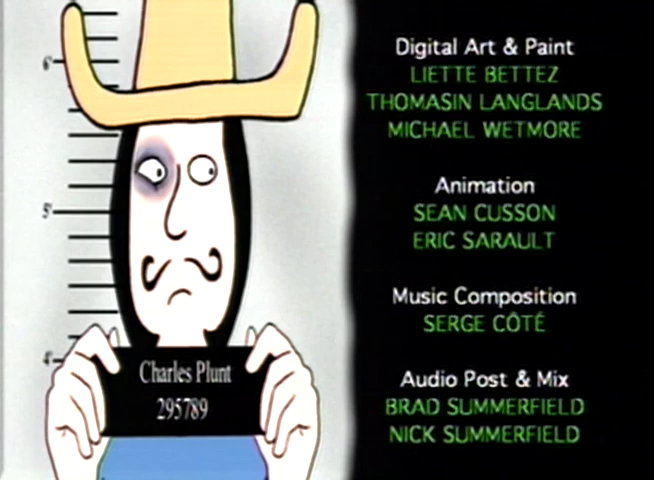 6'
5'
4'
Charles Plunt
295789
Digital Art & Paint
LIETTE BETTEZ
THOMASIN LANGLANDS
MICHAEL WETMORE
Animation
SEAN CUSSON
ERIC SARAULT
Music Composition
SERGE CÔTÉ
Audio Post & Mix
BRAD SUMMERFIELD
NICK SUMMERFIELD